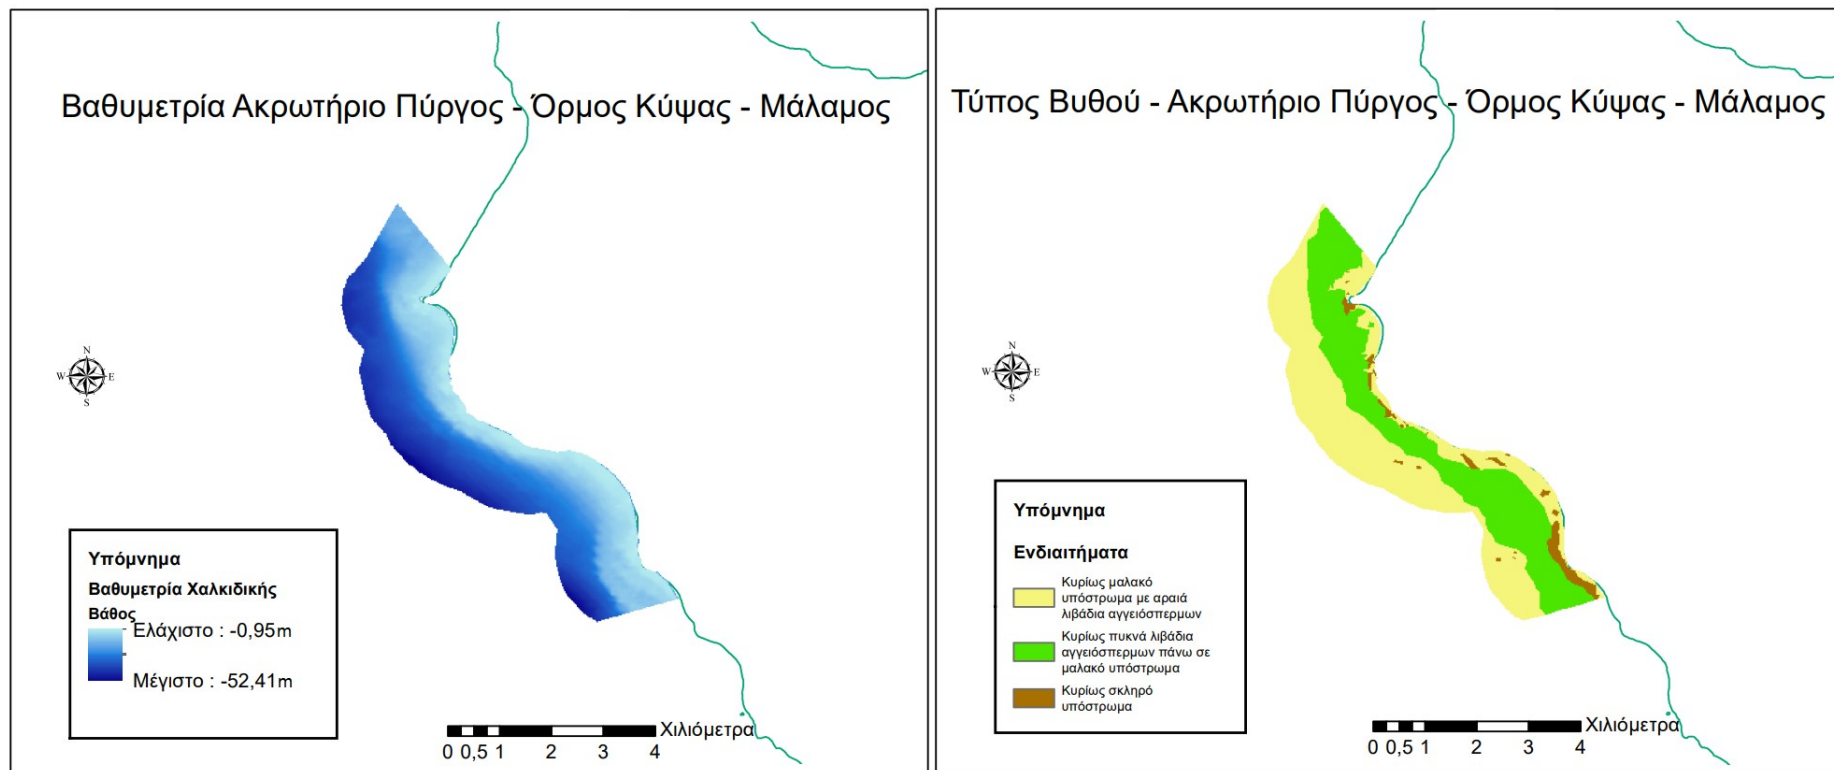 Βαθυμετρία Ακρωτήριο Πύργος - Όρμος Κύψας - Μάλαμος
N
W E
S
Υπόμνημα
Βαθυμετρία Χαλκιδικής
Βάθος
Ελάχιστο : -0,95m
Μέγιστο : -52,41m
Χιλιόμετρα
0 0,5 1 2 3 4
Τύπος Βυθού - Ακρωτήριο Πύργος - Όρμος Κύψας - Μάλαμος
N
W E
S
Υπόμνημα
Ενδιαιτήματα
Κυρίως μαλακό
υπόστρωμα με αραιά
λιβάδια αγγειόσπερμων
Κυρίως πυκνά λιβάδια
αγγειόσπερμων πάνω σε
μαλακό υπόστρωμα
Κυρίως σκληρό
υπόστρωμα
Χιλιόμετρα
0 0,5 1 2 3 4